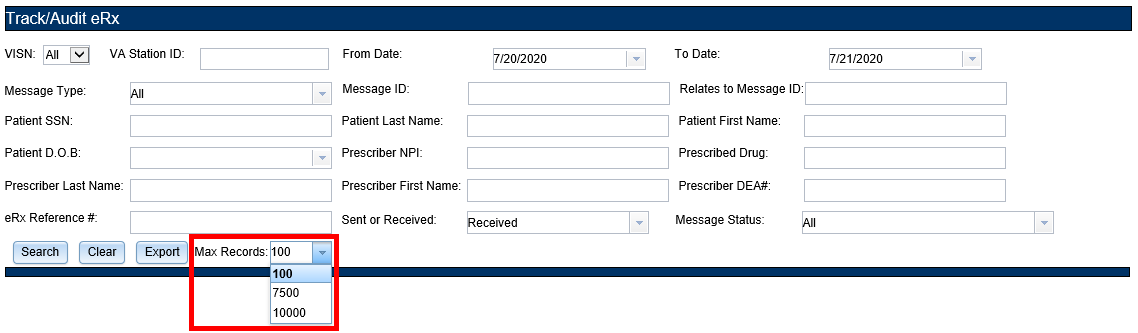 Track/Audit eRx
VISN: All VA Station ID: From Date: 7/20/2020 To Date: 7/21/2020
Message Type: All Message ID: Relates to Message ID:
Patient SSN: Patient Last Name: Patient First Name:
Patient D.O.B: Prescriber NPI: Prescribed Drug:
Prescriber Last Name: Prescriber First Name: Prescriber DEA#:
eRx Reference #: Sent or Received: Received Message Status: All
Search Clear Export Max Records: 100
100
7500
10000